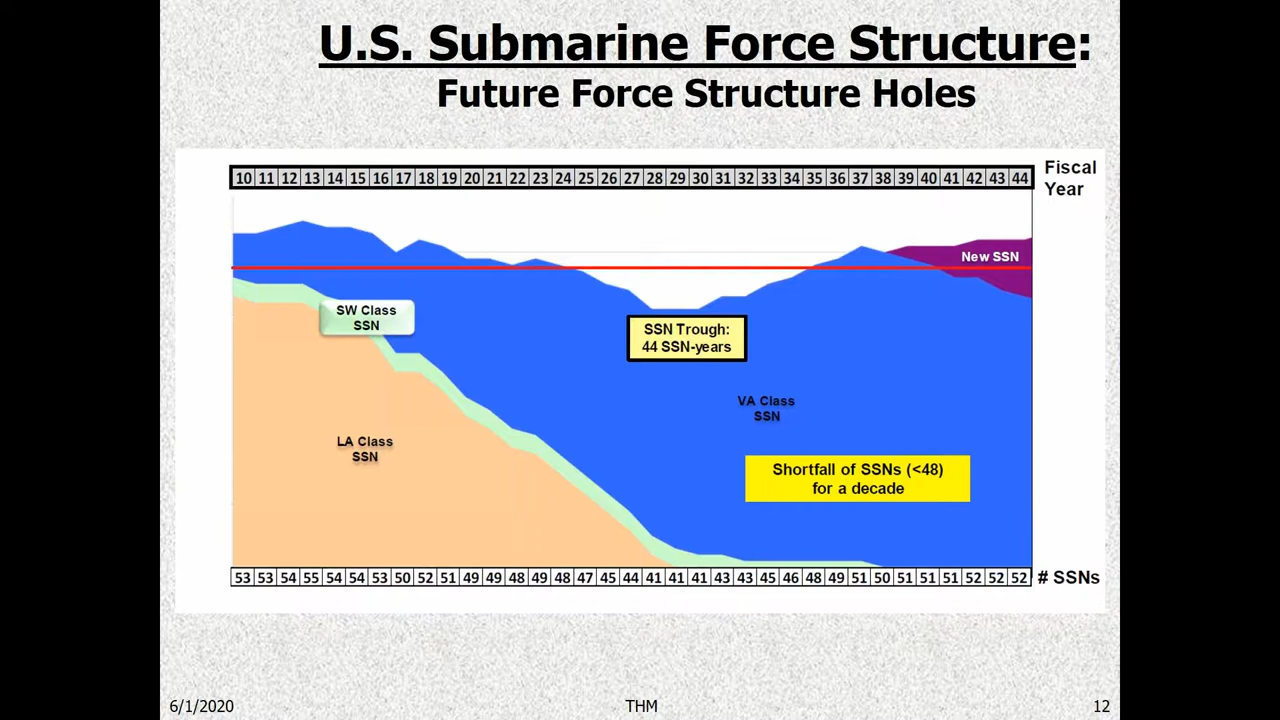 U.S. Submarine Force Structure:
Future Force Structure Holes
10 11 12 13 14 15 16 17 18 19 20 21 22 23 24 25 26 27 28 29 30 31 32 33 34 35 36 37 38 39 40 41 42 43 44
Fiscal
Year
New SSN
SW Class
SSN
SSN Trough:
44 SSN-years
VA Class
SSN
LA Class
SSN
Shortfall of SSNs (<48)
for a decade
53 53 54 55 54 54 53 50 52 51 49 49 48 49 48 47 45 44 41 41 41 43 43 45 46 48 49 51 50 51 51 51 52 52 52 # SSNs
6/1/2020 THM 12